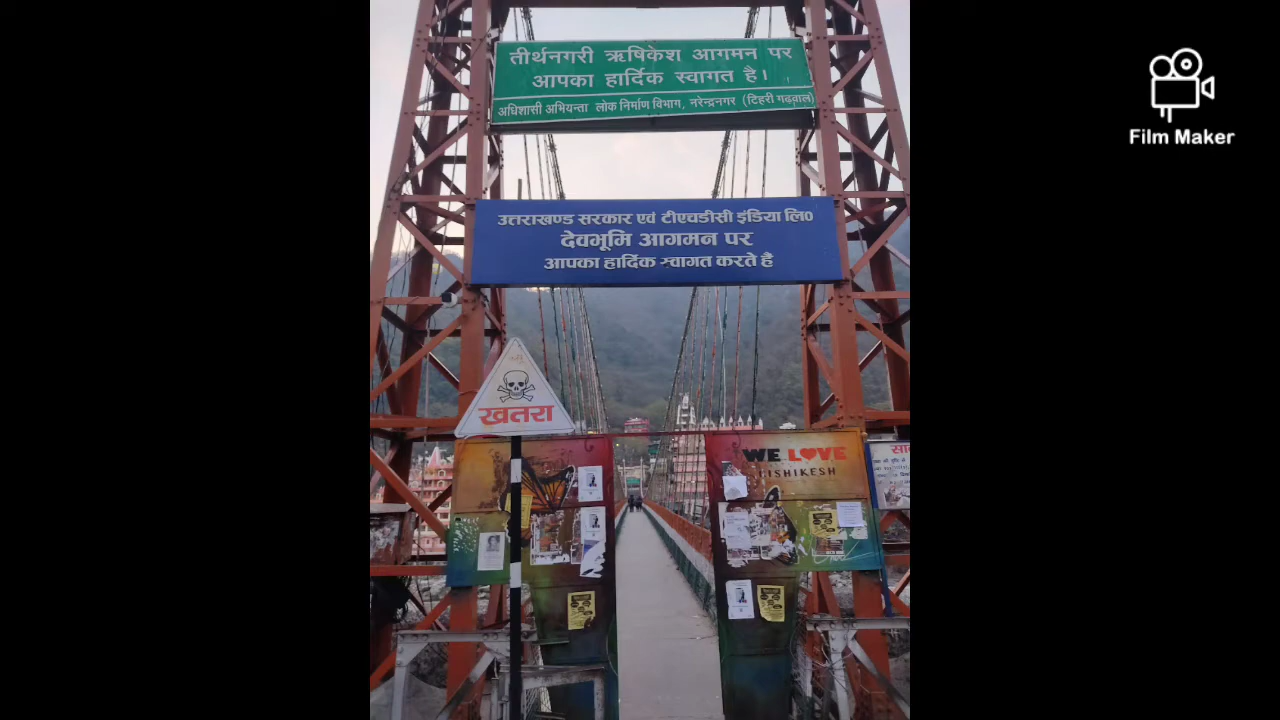 तीर्थनगरी ऋषिकेश आगमन पर
आपका हार्दिक स्वागत है।
अधिशासी अभियन्ता लोक निर्माण विभाग, नरेन्द्रनगर (टिहरी गढ़वाल)
उत्तराखण्ड सरकार एवं टीएचडीसी इंडिया लि0
देवभूमि आगमन पर
आपका हार्दिक स्वागत करते हैं
खतरा
WE LOVE
RISHIKESH
Film Maker